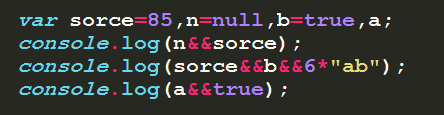 var sorce=85,n=null,b=true,a;
console.log(n&&sorce);
console.log(sorce&&b&&6*"ab");
console.log(a&&true);